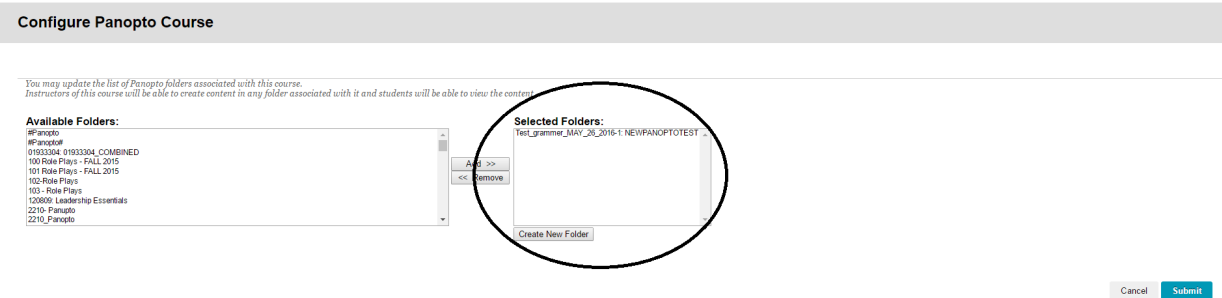 Configure Panopto Course
You may update the list of Panopto folders associated with this course.
Instructors of this course will be able to create content in any folder associated with it and students will be able to view the content.
Available Folders:
#Panopto
#Panopto#
01933304: 01933304_COMBINED
100 Role Plays - FALL 2015
101 Role Plays - FALL 2015
102-Role Plays
103 - Role Plays
120809: Leadership Essentials
2210- Panupto
2210_Panopto
Add >>
<< Remove
Selected Folders:
Test_grammer_MAY_26_2016-1: NEWPANOPTOTEST
Create New Folder
Cancel
Submit